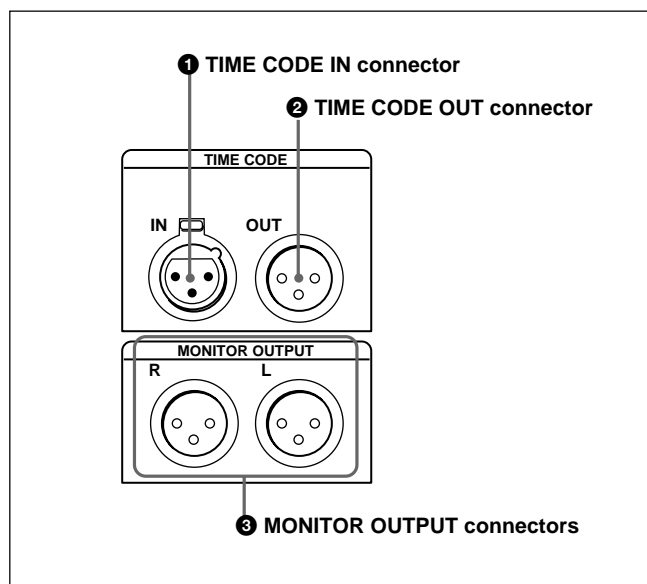 ❶ TIME CODE IN connector
❷ TIME CODE OUT connector
TIME CODE
IN OUT
MONITOR OUTPUT
R L
❸ MONITOR OUTPUT connectors